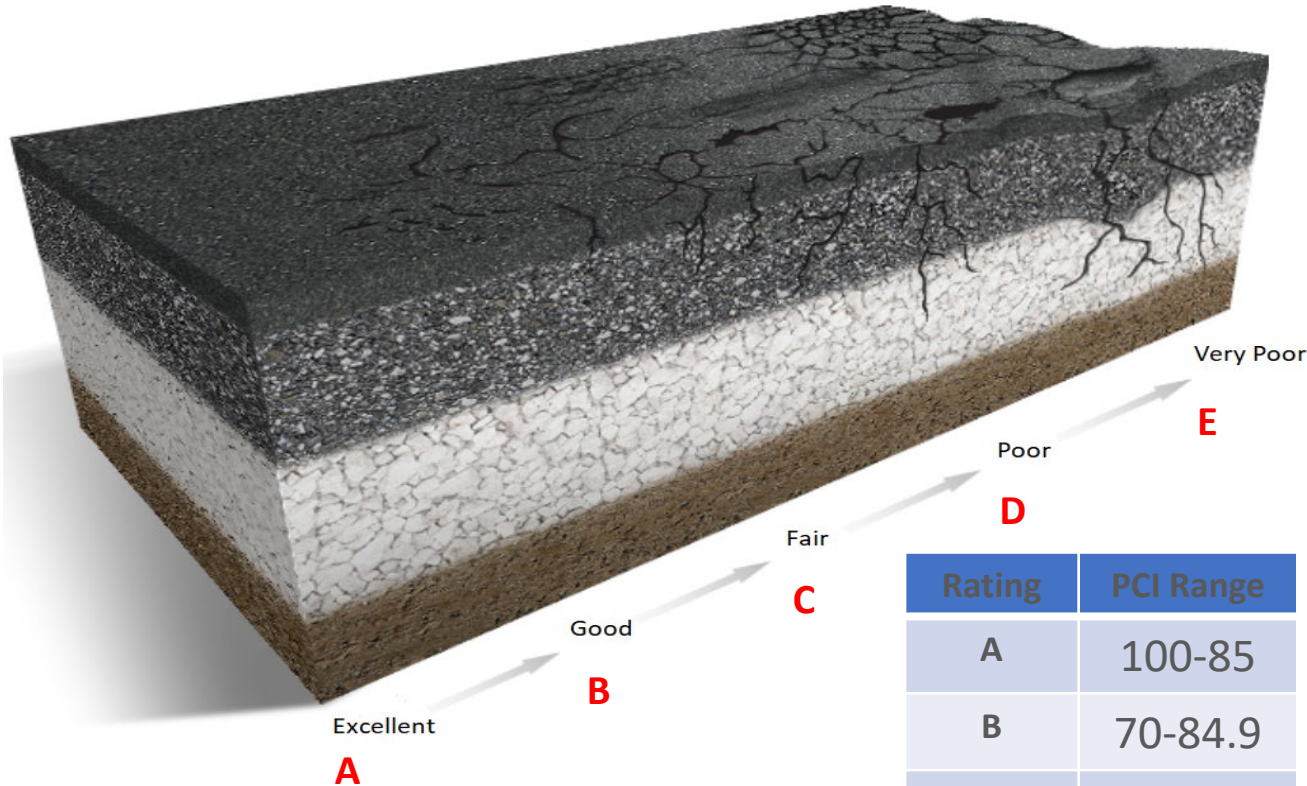 Very Poor
E
Poor
D
Fair
C
Good
B
Excellent
A
Rating PCI Range
A 100-85
B 70-84.9